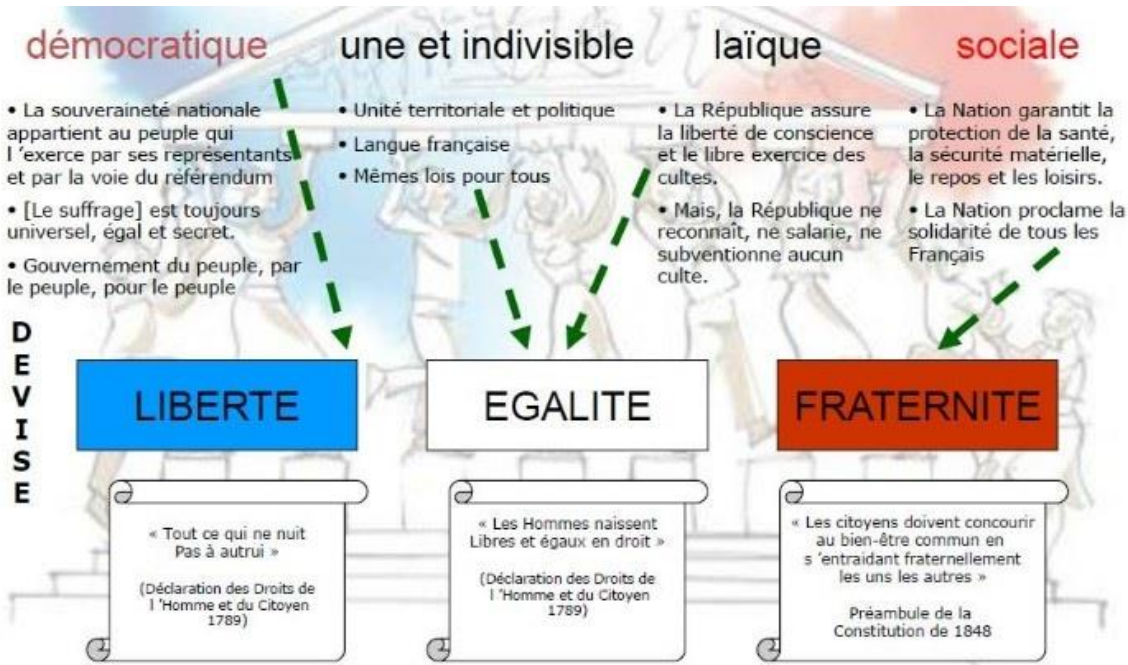 démocratique
une et indivisible
laïque
sociale
• La souveraineté nationale
appartient au peuple qui
l 'exerce par ses représentants
et par la voie du référendum
• [Le suffrage] est toujours
universel, égal et secret.
• Gouvernement du peuple, par
le peuple, pour le peuple
• Unité territoriale et politique
• Langue française
• Mêmes lois pour tous
• La République assure
la liberté de conscience
et le libre exercice des
cultes.
• Mais, la République ne
reconnaît, ne salarie, ne
subventionne aucun
culte.
• La Nation garantit la
protection de la santé,
la sécurité matérielle,
le repos et les loisirs.
• La Nation proclame la
solidarité de tous les
Français
DEVISE
LIBERTE
EGALITE
FRATERNITE
« Tout ce qui ne nuit
Pas à autrui »
(Déclaration des Droits de
l 'Homme et du Citoyen
1789)
« Les Hommes naissent
Libres et égaux en droit »
(Déclaration des Droits de
l 'Homme et du Citoyen
1789)
« Les citoyens doivent concourir
au bien-être commun en
s 'entraidant fraternellement
les uns les autres »
Préambule de la
Constitution de 1848